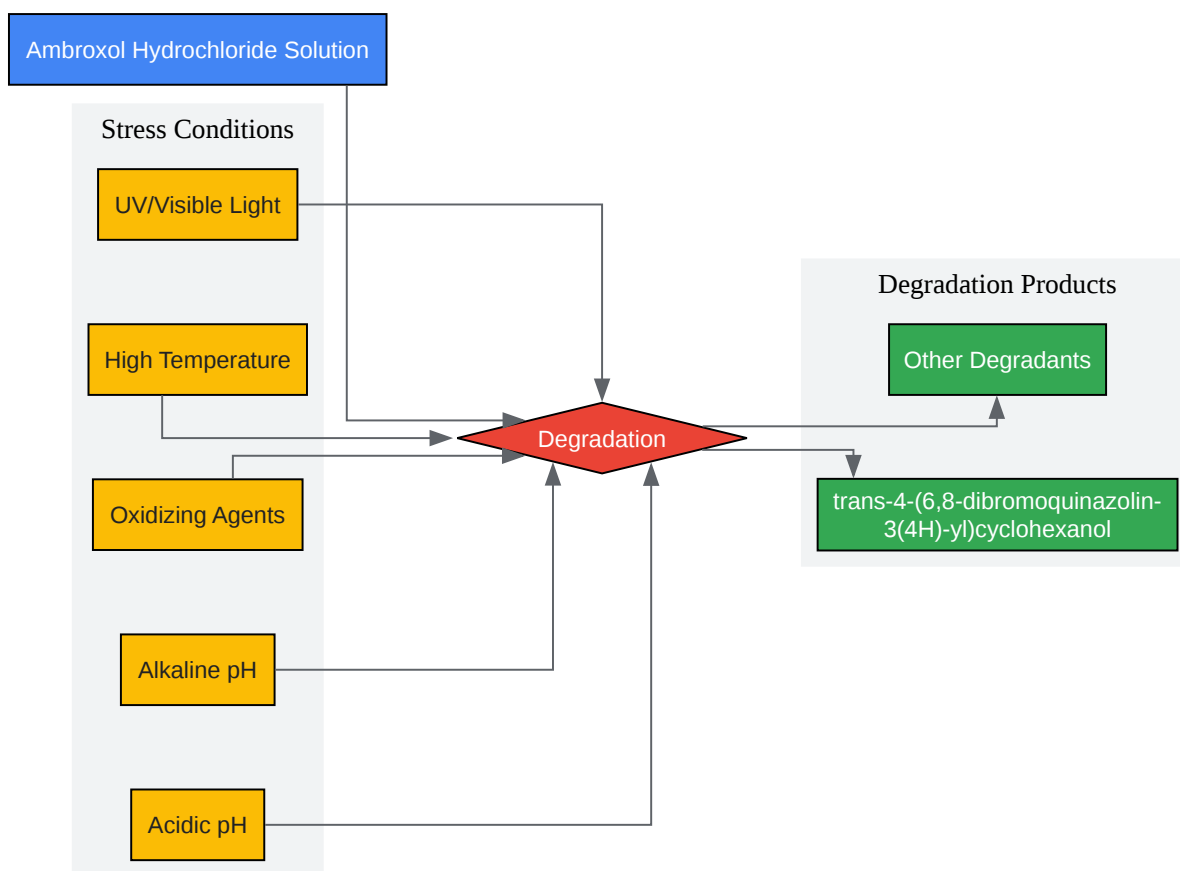 Ambroxol Hydrochloride Solution
Stress Conditions
UV/Visible Light
High Temperature
Oxidizing Agents
Alkaline pH
Acidic pH
Degradation
Degradation Products
Other Degradants
trans-4-(6,8-dibromoquinazolin-
3(4H)-yl)cyclohexanol